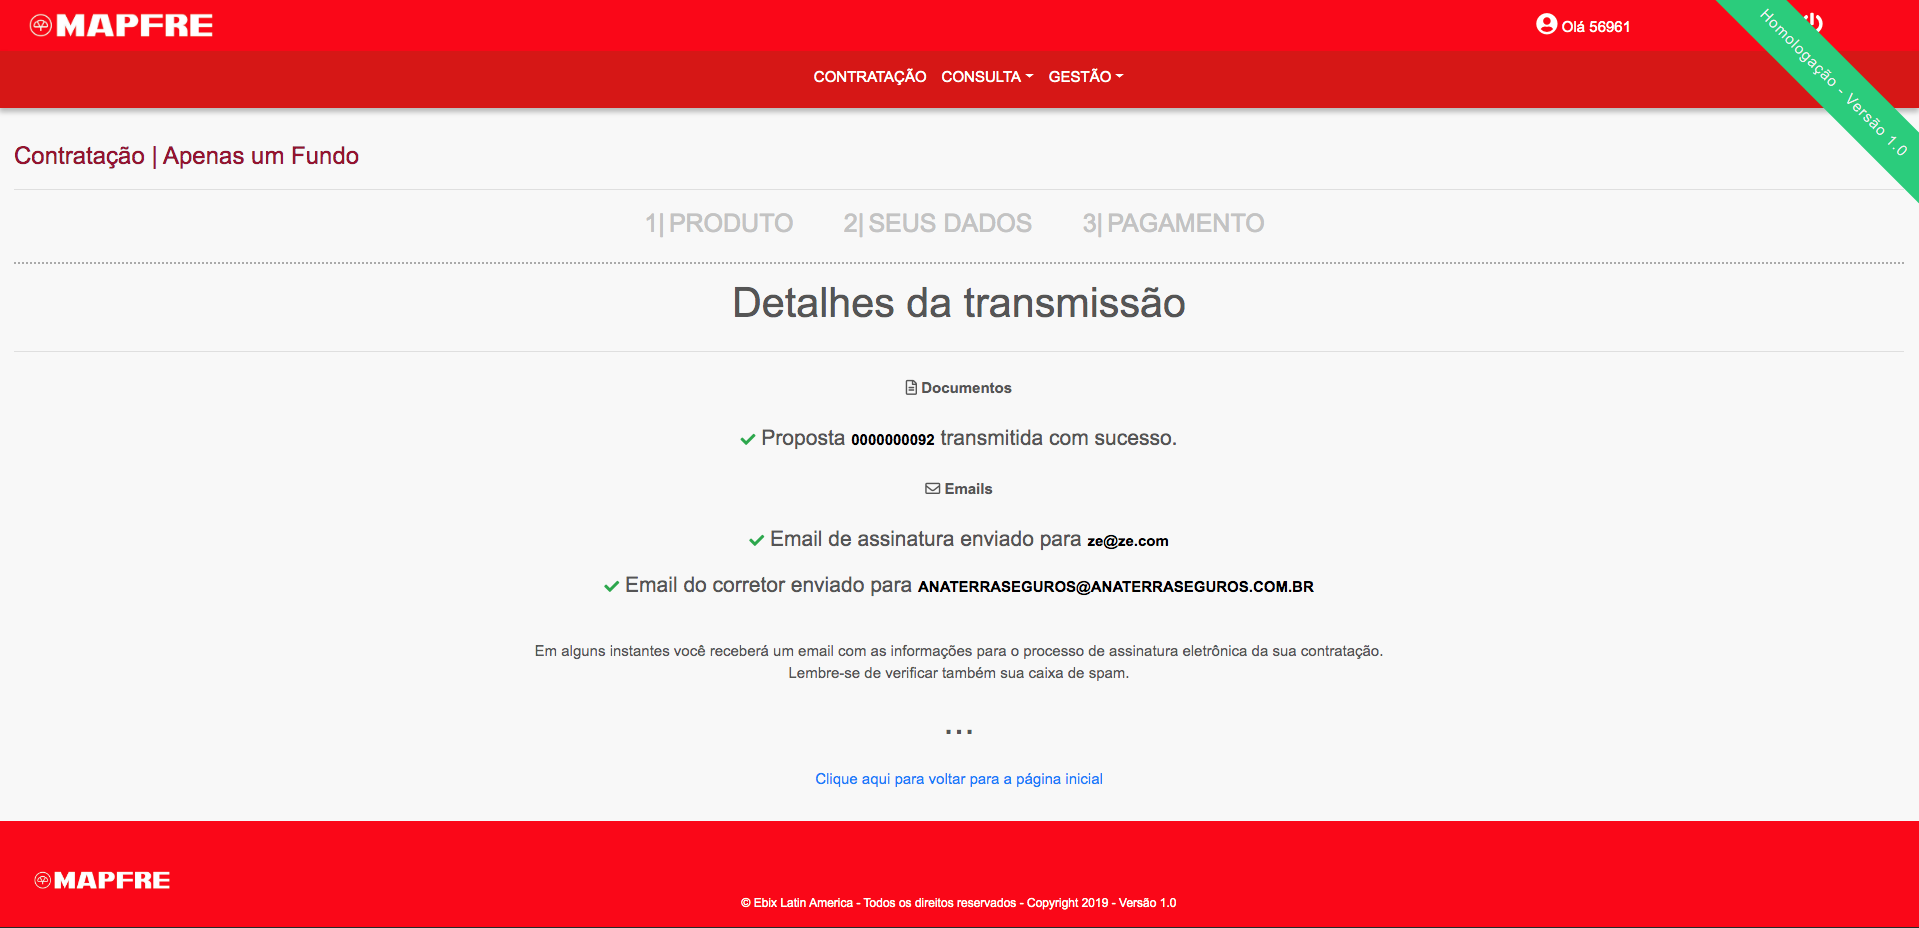 MAPFRE
Olá 56961
Homologação - Versão 1.0
CONTRATAÇÃO CONSULTA GESTÃO
Contratação | Apenas um Fundo
1| PRODUTO 2| SEUS DADOS 3| PAGAMENTO
Detalhes da transmissão
Documentos
Proposta 0000000092 transmitida com sucesso.
Emails
Email de assinatura enviado para ze@ze.com
Email do corretor enviado para ANATERRASEGUROS@ANATERRASEGUROS.COM.BR
Em alguns instantes você receberá um email com as informações para o processo de assinatura eletrônica da sua contratação.
Lembre-se de verificar também sua caixa de spam.
...
Clique aqui para voltar para a página inicial
MAPFRE
© Ebix Latin America - Todos os direitos reservados - Copyright 2019 - Versão 1.0